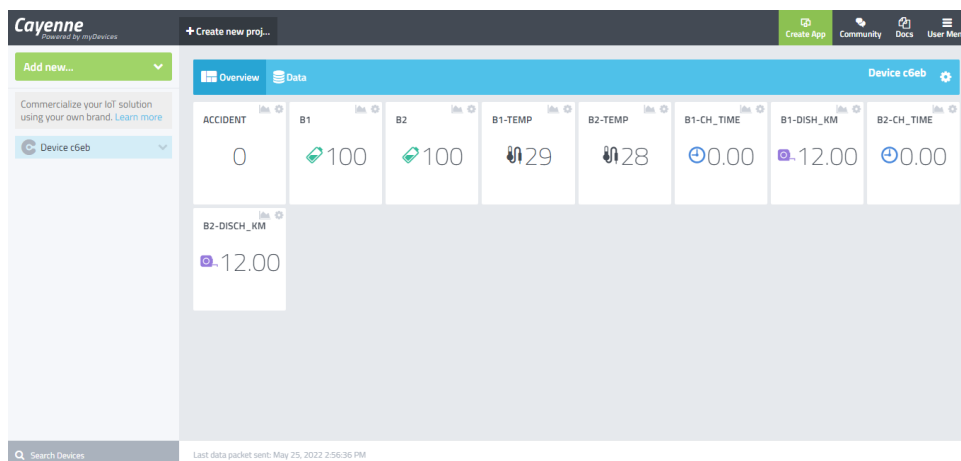 Cayenne
Powered by myDevices
+ Create new proj...
Create App
Community
Docs
User Men
Add new...
Commercialize your IoT solution
using your own brand. Learn more
Device c6eb
Overview
Data
Device c6eb
ACCIDENT
0
B1
100
B2
100
B1-TEMP
29
B2-TEMP
28
B1-CH_TIME
0.00
B1-DISH_KM
12.00
B2-CH_TIME
0.00
B2-DISCH_KM
12.00
Search Devices
Last data packet sent: May 25, 2022 2:56:36 PM